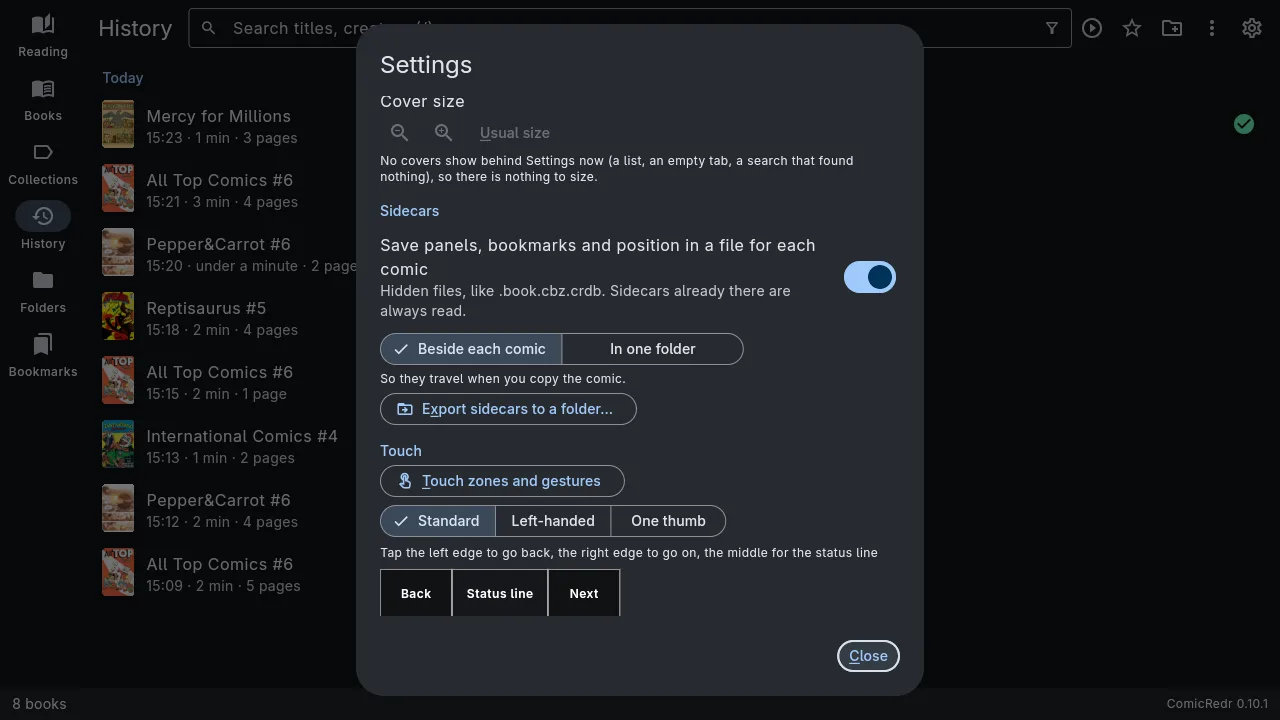 Reading
Books
Collections
History
Folders
Bookmarks
History
Search titles,
Today
Mercy for Millions
15:23 · 1 min · 3 pages
All Top Comics #6
15:21 · 3 min · 4 pages
Pepper&Carrot #6
15:20 · under a minute · 2 page
Reptisaurus #5
15:18 · 2 min · 4 pages
All Top Comics #6
15:15 · 2 min · 1 page
International Comics #4
15:13 · 1 min · 2 pages
Pepper&Carrot #6
15:12 · 2 min · 4 pages
All Top Comics #6
15:09 · 2 min · 5 pages
Settings
Cover size
Usual size
No covers show behind Settings now (a list, an empty tab, a search that found
nothing), so there is nothing to size.
Sidecars
Save panels, bookmarks and position in a file for each
comic
Hidden files, like .book.cbz.crdb. Sidecars already there are
always read.
Beside each comic
In one folder
So they travel when you copy the comic.
Export sidecars to a folder...
Touch
Touch zones and gestures
Standard
Left-handed
One thumb
Tap the left edge to go back, the right edge to go on, the middle for the status line
Back
Status line
Next
Close
8 books
ComicRedr 0.10.1